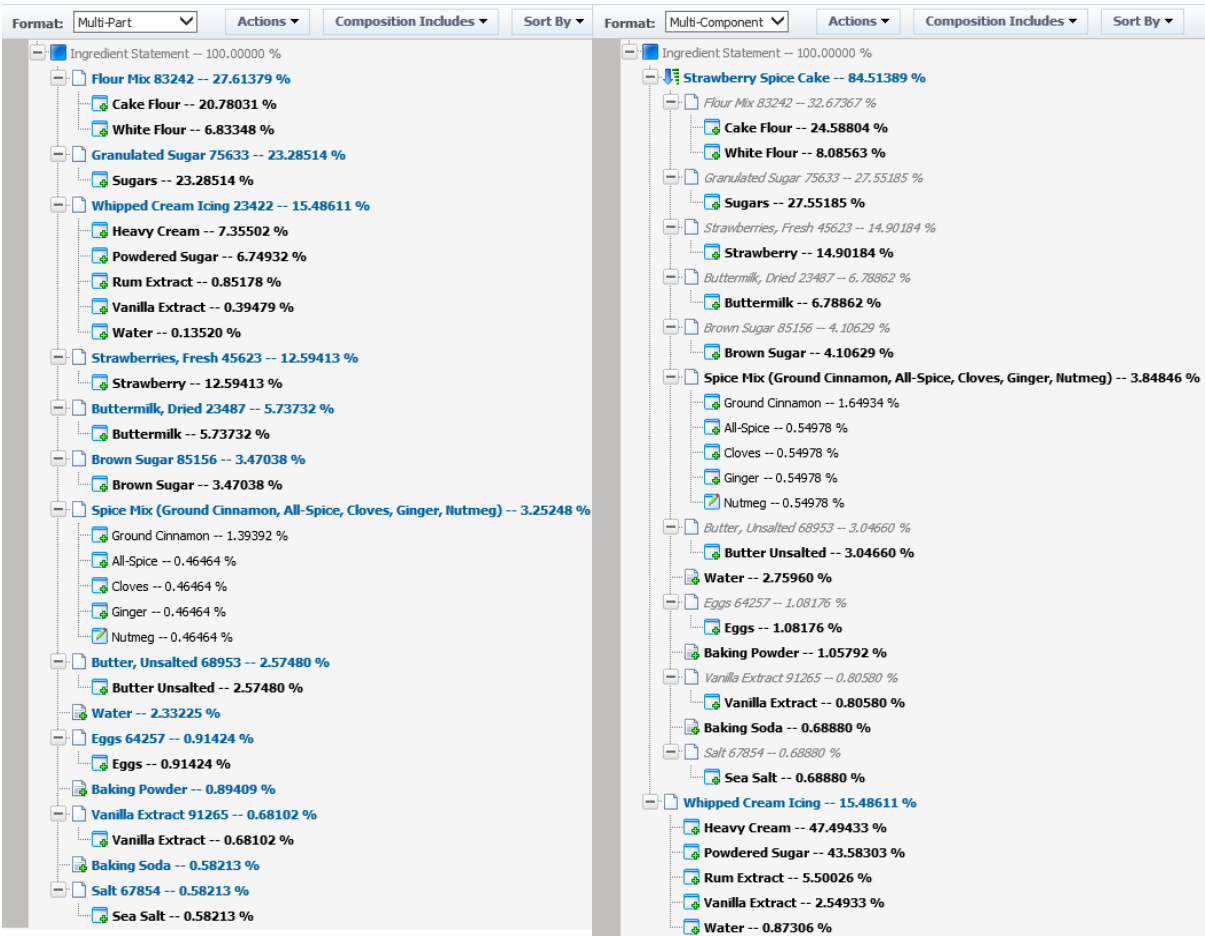 Format: Multi-Part Actions Composition Includes Sort By
Ingredient Statement -- 100.00000 %
Flour Mix 83242 -- 27.61379 %
Cake Flour -- 20.78031 %
White Flour -- 6.83348 %
Granulated Sugar 75633 -- 23.28514 %
Sugars -- 23.28514 %
Whipped Cream Icing 23422 -- 15.48611 %
Heavy Cream -- 7.35502 %
Powdered Sugar -- 6.74932 %
Rum Extract -- 0.85178 %
Vanilla Extract -- 0.39479 %
Water -- 0.13520 %
Strawberries, Fresh 45623 -- 12.59413 %
Strawberry -- 12.59413 %
Buttermilk, Dried 23487 -- 5.73732 %
Buttermilk -- 5.73732 %
Brown Sugar 85156 -- 3.47038 %
Brown Sugar -- 3.47038 %
Spice Mix (Ground Cinnamon, All-Spice, Cloves, Ginger, Nutmeg) -- 3.25248 %
Ground Cinnamon -- 1.39392 %
All-Spice -- 0.46464 %
Cloves -- 0.46464 %
Ginger -- 0.46464 %
Nutmeg -- 0.46464 %
Butter, Unsalted 68953 -- 2.57480 %
Butter Unsalted -- 2.57480 %
Water -- 2.33225 %
Eggs 64257 -- 0.91424 %
Eggs -- 0.91424 %
Baking Powder -- 0.89409 %
Vanilla Extract 91265 -- 0.68102 %
Vanilla Extract -- 0.68102 %
Baking Soda -- 0.58213 %
Salt 67854 -- 0.58213 %
Sea Salt -- 0.58213 %
Format: Multi-Component Actions Composition Includes Sort By
Ingredient Statement -- 100.00000 %
Strawberry Spice Cake -- 84.51389 %
Flour Mix 83242 -- 32.67367 %
Cake Flour -- 24.58804 %
White Flour -- 8.08563 %
Granulated Sugar 75633 -- 27.55185 %
Sugars -- 27.55185 %
Strawberries, Fresh 45623 -- 14.90184 %
Strawberry -- 14.90184 %
Buttermilk, Dried 23487 -- 6.78862 %
Buttermilk -- 6.78862 %
Brown Sugar 85156 -- 4.10629 %
Brown Sugar -- 4.10629 %
Spice Mix (Ground Cinnamon, All-Spice, Cloves, Ginger, Nutmeg) -- 3.84846 %
Ground Cinnamon -- 1.64934 %
All-Spice -- 0.54978 %
Cloves -- 0.54978 %
Ginger -- 0.54978 %
Nutmeg -- 0.54978 %
Butter, Unsalted 68953 -- 3.04660 %
Butter Unsalted -- 3.04660 %
Water -- 2.75960 %
Eggs 64257 -- 1.08176 %
Eggs -- 1.08176 %
Baking Powder -- 1.05792 %
Vanilla Extract 91265 -- 0.80580 %
Vanilla Extract -- 0.80580 %
Baking Soda -- 0.68880 %
Salt 67854 -- 0.68880 %
Sea Salt -- 0.68880 %
Whipped Cream Icing -- 15.48611 %
Heavy Cream -- 47.49433 %
Powdered Sugar -- 43.58303 %
Rum Extract -- 5.50026 %
Vanilla Extract -- 2.54933 %
Water -- 0.87306 %